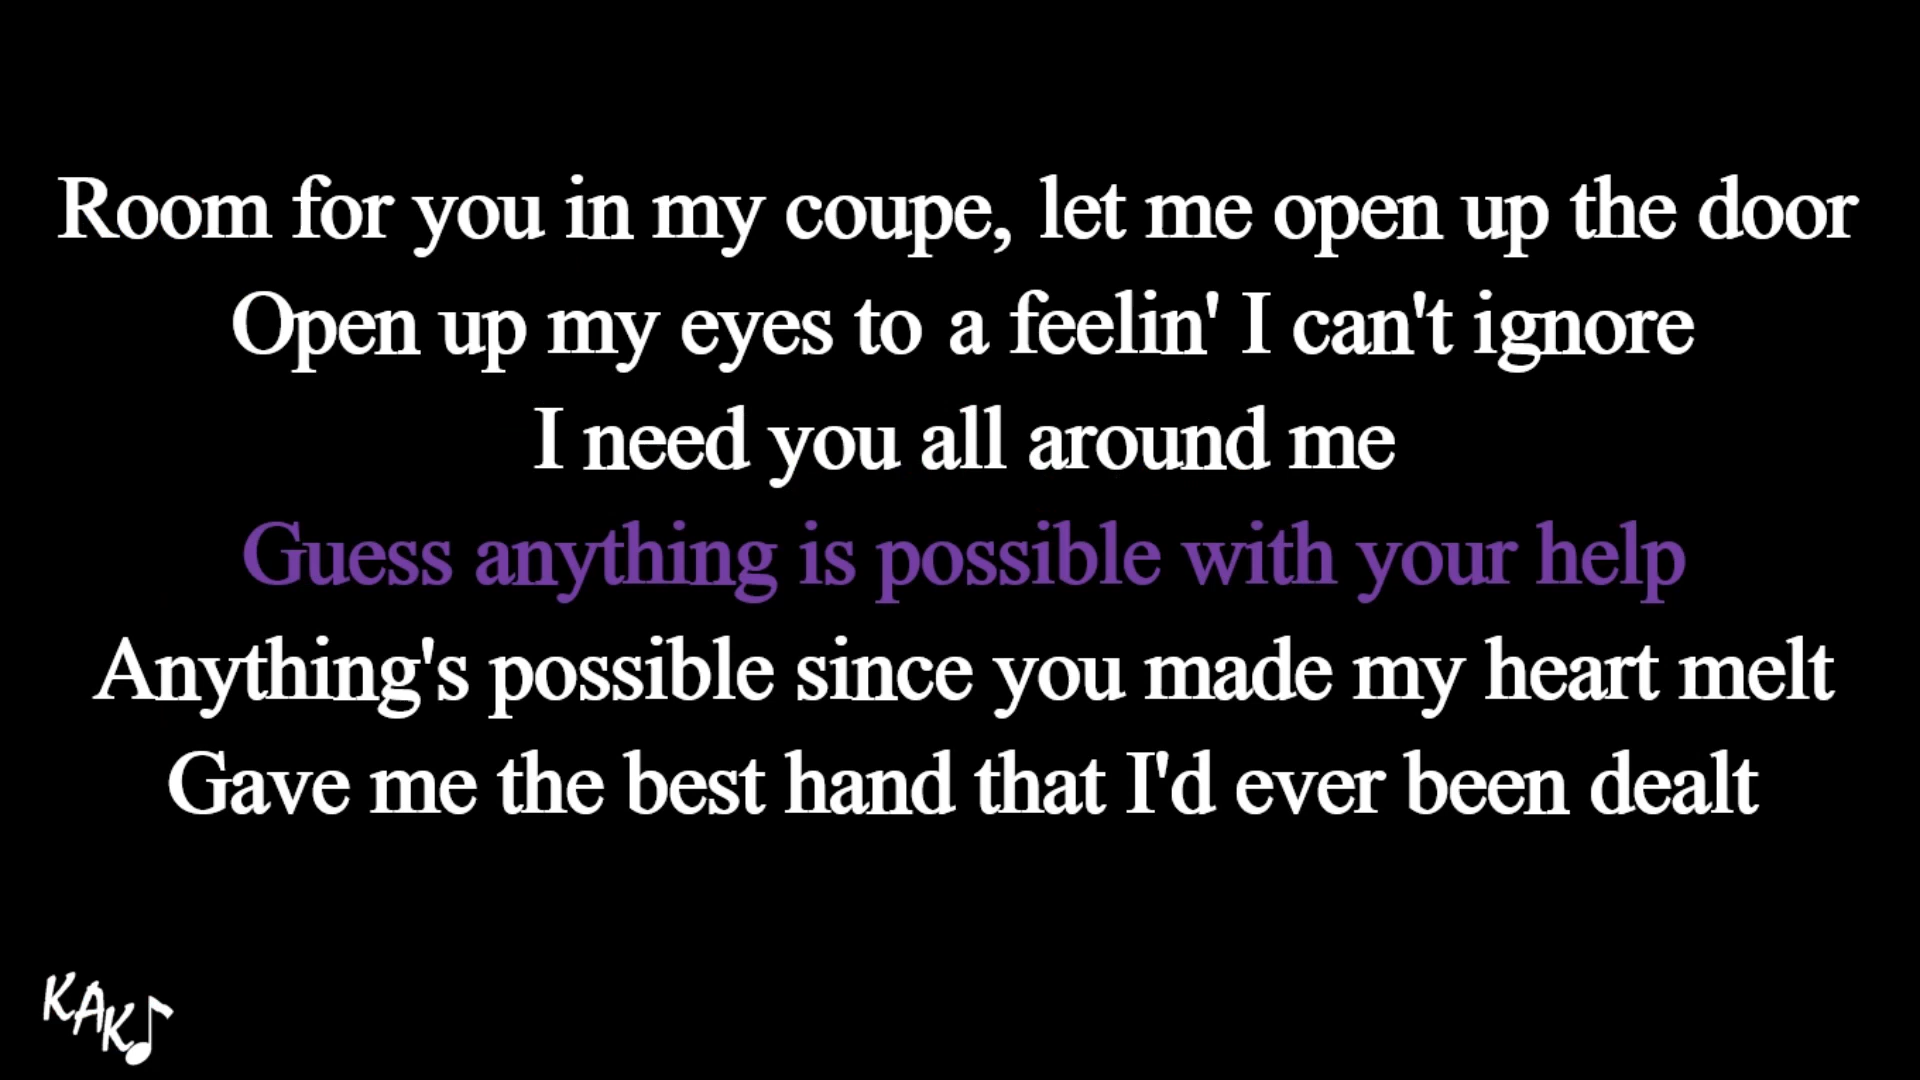 Room for you in my coupe, let me open up the door
Open up my eyes to a feelin' I can't ignore
I need you all around me
Guess anything is possible with your help
Anything's possible since you made my heart melt
Gave me the best hand that I'd ever been dealt
KAK